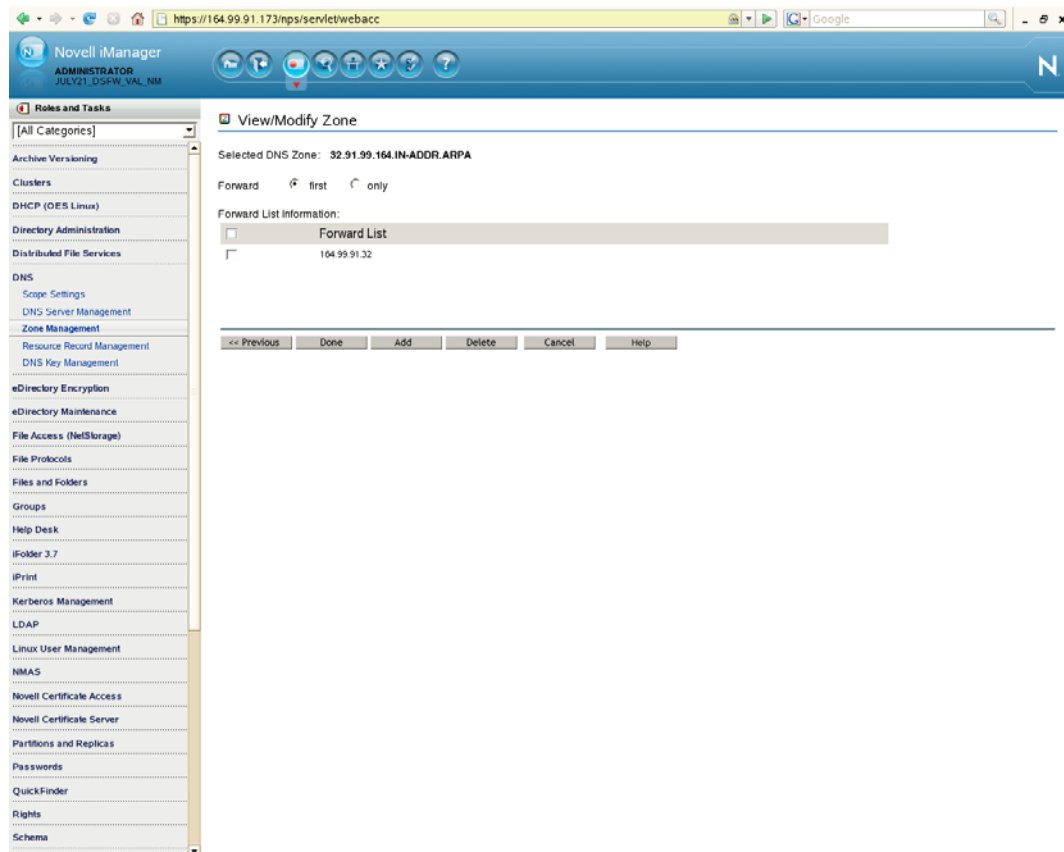 https://164.99.91.173/nps/servlet/webacc
Google
Novell iManager
ADMINISTRATOR
JULY21_DSFW_VAL_NM
N
Roles and Tasks
[All Categories]
Archive Versioning
Clusters
DHCP (OES Linux)
Directory Administration
Distributed File Services
DNS
Scope Settings
DNS Server Management
Zone Management
Resource Record Management
DNS Key Management
eDirectory Encryption
eDirectory Maintenance
File Access (NetStorage)
File Protocols
Files and Folders
Groups
Help Desk
iFolder 3.7
iPrint
Kerberos Management
LDAP
Linux User Management
NMAS
Novell Certificate Access
Novell Certificate Server
Partitions and Replicas
Passwords
QuickFinder
Rights
Schema
View/Modify Zone
Selected DNS Zone: 32.91.99.164.IN-ADDR.ARPA
Forward first only
Forward List Information:
Forward List
164.99.91.32
<< Previous Done Add Delete Cancel Help